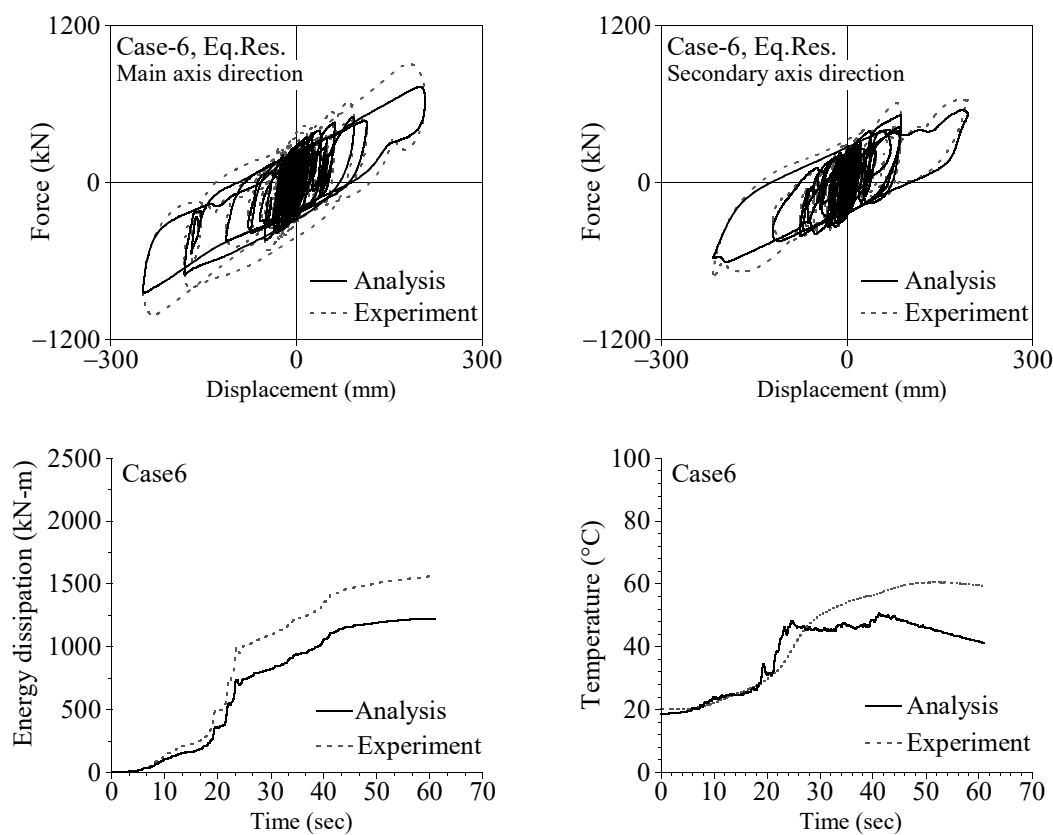 1200
Case-6, Eq.Res.
Main axis direction
Force (kN)
0
Analysis
Experiment
−1200
−300
0
300
Displacement (mm)
1200
Case-6, Eq.Res.
Secondary axis direction
Force (kN)
0
Analysis
Experiment
−1200
−300
0
300
Displacement (mm)
2500
Case6
2000
Energy dissipation (kN-m)
1500
1000
500
Analysis
Experiment
0
0 10 20 30 40 50 60 70
Time (sec)
100
Case6
80
Temperature (°C)
60
40
20
Analysis
Experiment
0
0 10 20 30 40 50 60 70
Time (sec)